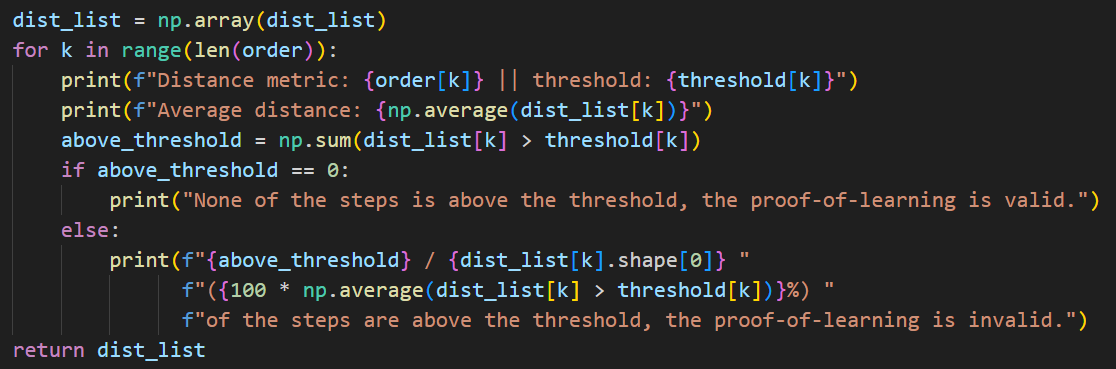 dist_list = np.array(dist_list)
for k in range(len(order)):
    print(f"Distance metric: {order[k]} || threshold: {threshold[k]}")
    print(f"Average distance: {np.average(dist_list[k])}")
    above_threshold = np.sum(dist_list[k] > threshold[k])
    if above_threshold == 0:
        print("None of the steps is above the threshold, the proof-of-learning is valid.")
    else:
        print(f"{above_threshold} / {dist_list[k].shape[0]} "
              f"({100 * np.average(dist_list[k] > threshold[k])}%) "
              f"of the steps are above the threshold, the proof-of-learning is invalid.")
return dist_list